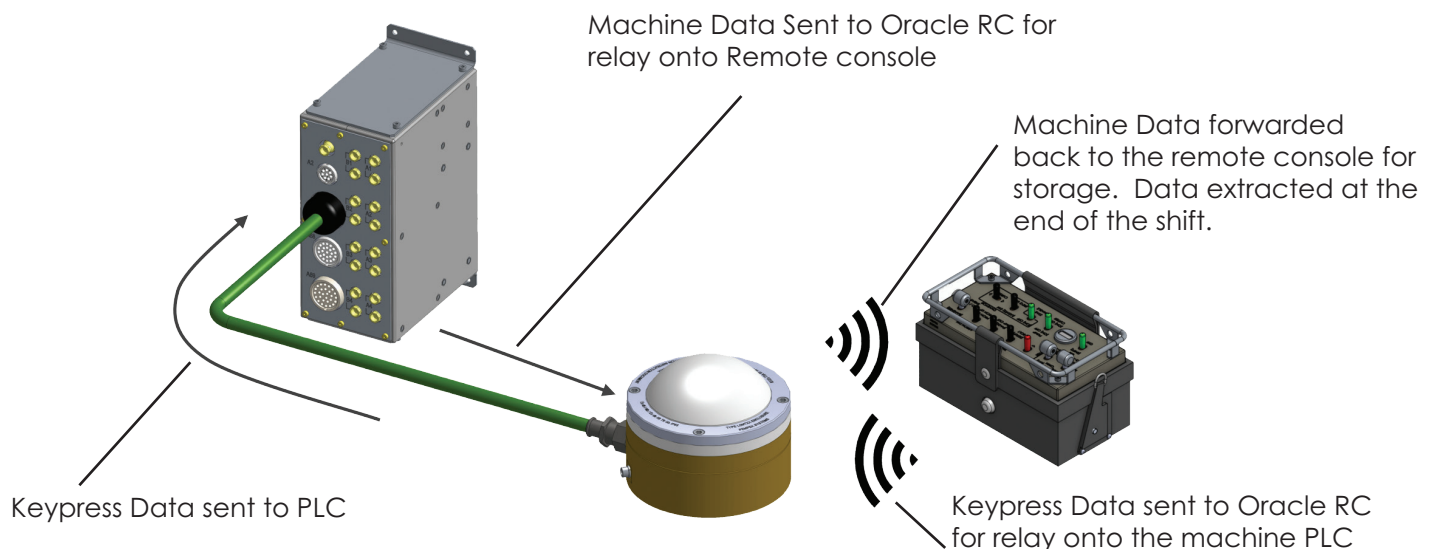 Machine Data Sent to Oracle RC for
relay onto Remote console
Machine Data forwarded
back to the remote console for
storage. Data extracted at the
end of the shift.
Keypress Data sent to PLC
Keypress Data sent to Oracle RC
for relay onto the machine PLC